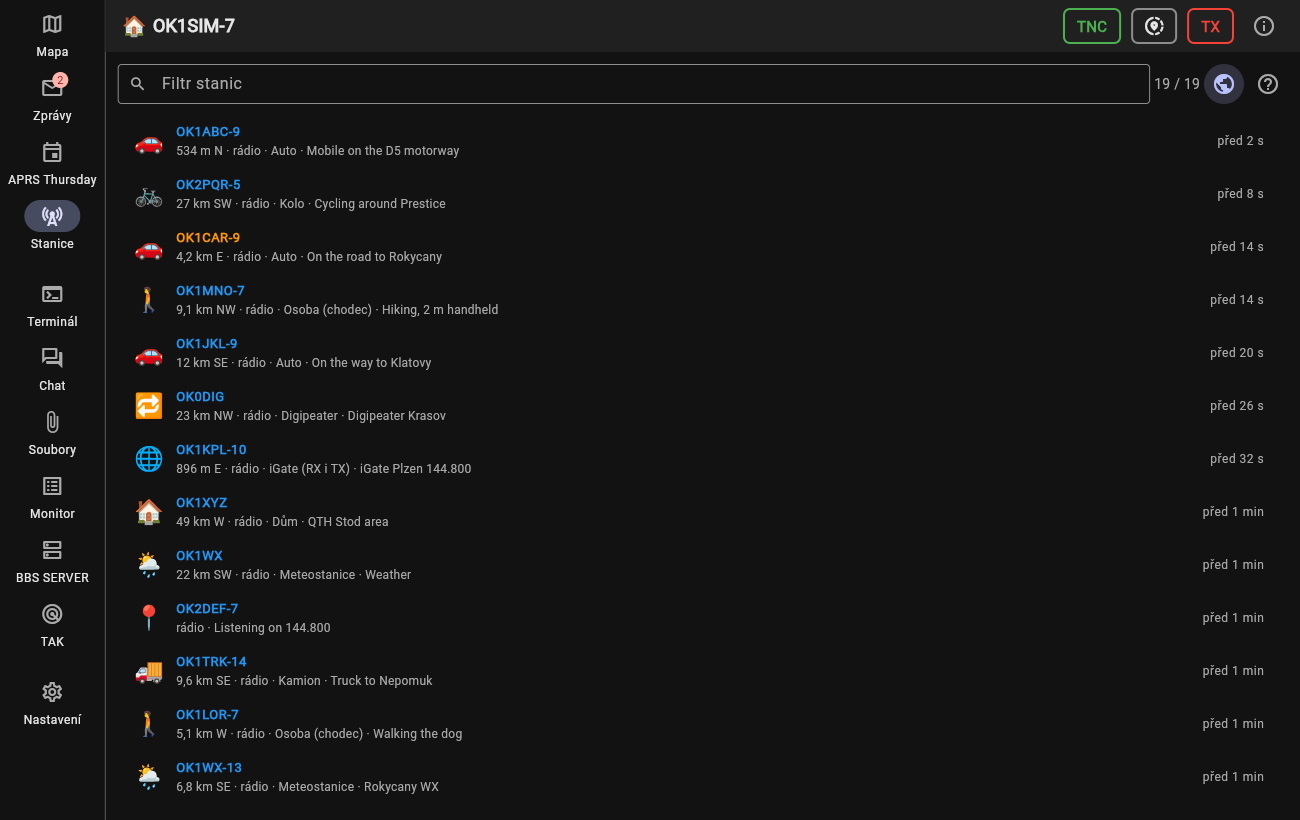 OK1SIM-7
TNC
TX
Mapa
2
Zprávy
APRS Thursday
Stanice
Terminál
Chat
Soubory
Monitor
BBS SERVER
TAK
Nastavení
Filtr stanic
19 / 19
OK1ABC-9
534 m N · rádio · Auto · Mobile on the D5 motorway
před 2 s
OK2PQR-5
27 km SW · rádio · Kolo · Cycling around Prestice
před 8 s
OK1CAR-9
4,2 km E · rádio · Auto · On the road to Rokycany
před 14 s
OK1MNO-7
9,1 km NW · rádio · Osoba (chodec) · Hiking, 2 m handheld
před 14 s
OK1JKL-9
12 km SE · rádio · Auto · On the way to Klatovy
před 20 s
OK0DIG
23 km NW · rádio · Digipeater · Digipeater Krasov
před 26 s
OK1KPL-10
896 m E · rádio · iGate (RX i TX) · iGate Plzen 144.800
před 32 s
OK1XYZ
49 km W · rádio · Dům · QTH Stod area
před 1 min
OK1WX
22 km SW · rádio · Meteostanice · Weather
před 1 min
OK2DEF-7
rádio · Listening on 144.800
před 1 min
OK1TRK-14
9,6 km SE · rádio · Kamion · Truck to Nepomuk
před 1 min
OK1LOR-7
5,1 km W · rádio · Osoba (chodec) · Walking the dog
před 1 min
OK1WX-13
6,8 km SE · rádio · Meteostanice · Rokycany WX
před 1 min